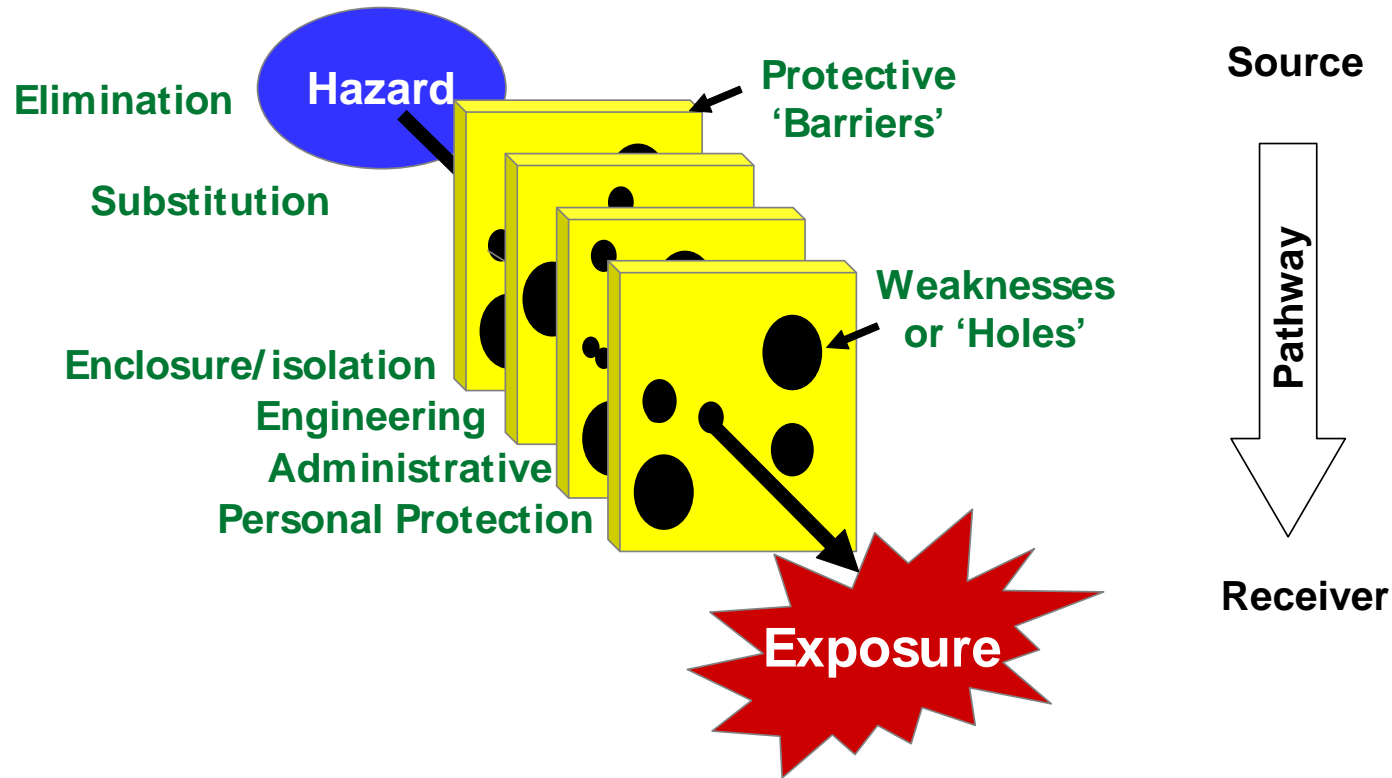 Hazard
Elimination
Substitution
Protective
‘Barriers’
Source
Weaknesses
or ‘Holes’
Pathway
Enclosure/isolation
Engineering
Administrative
Personal Protection
Receiver
Exposure